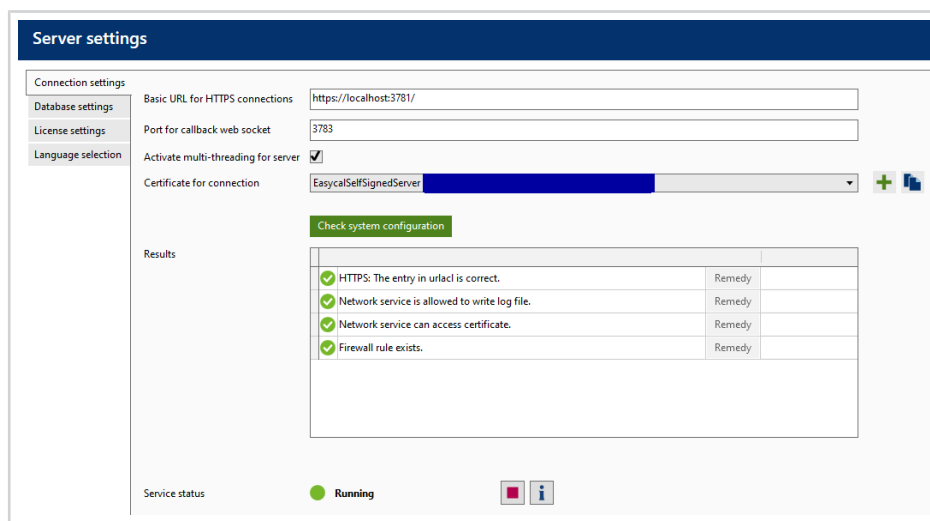 Server settings
Connection settings
Database settings
License settings
Language selection
Basic URL for HTTPS connections https://localhost:3781/
Port for callback web socket 3783
Activate multi-threading for server
Certificate for connection EasycalSelfSignedServer
Check system configuration
Results
HTTPS: The entry in urlacl is correct. Remedy
Network service is allowed to write log file. Remedy
Network service can access certificate. Remedy
Firewall rule exists. Remedy
Service status Running